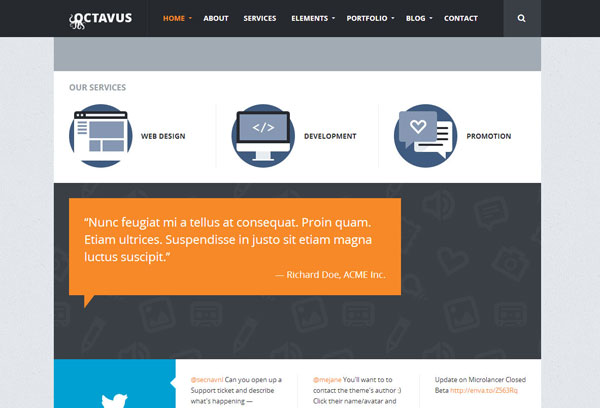 OCTAVUS HOME ABOUT SERVICES ELEMENTS PORTFOLIO BLOG CONTACT
OUR SERVICES
WEB DESIGN </> DEVELOPMENT PROMOTION
“Nunc feugiat mi a tellus at consequat. Proin quam.
Etiam ultrices. Suspendisse in justo sit etiam magna
luctus suscipit.”
— Richard Doe, ACME Inc.
@secnavnl Can you open up a
Support ticket and describe
what's happening —
@mejane You'll want to to
contact the theme's author :)
Click their name/avatar and
Update on Microlancer Closed
Beta http://enva.to/Z563Rq